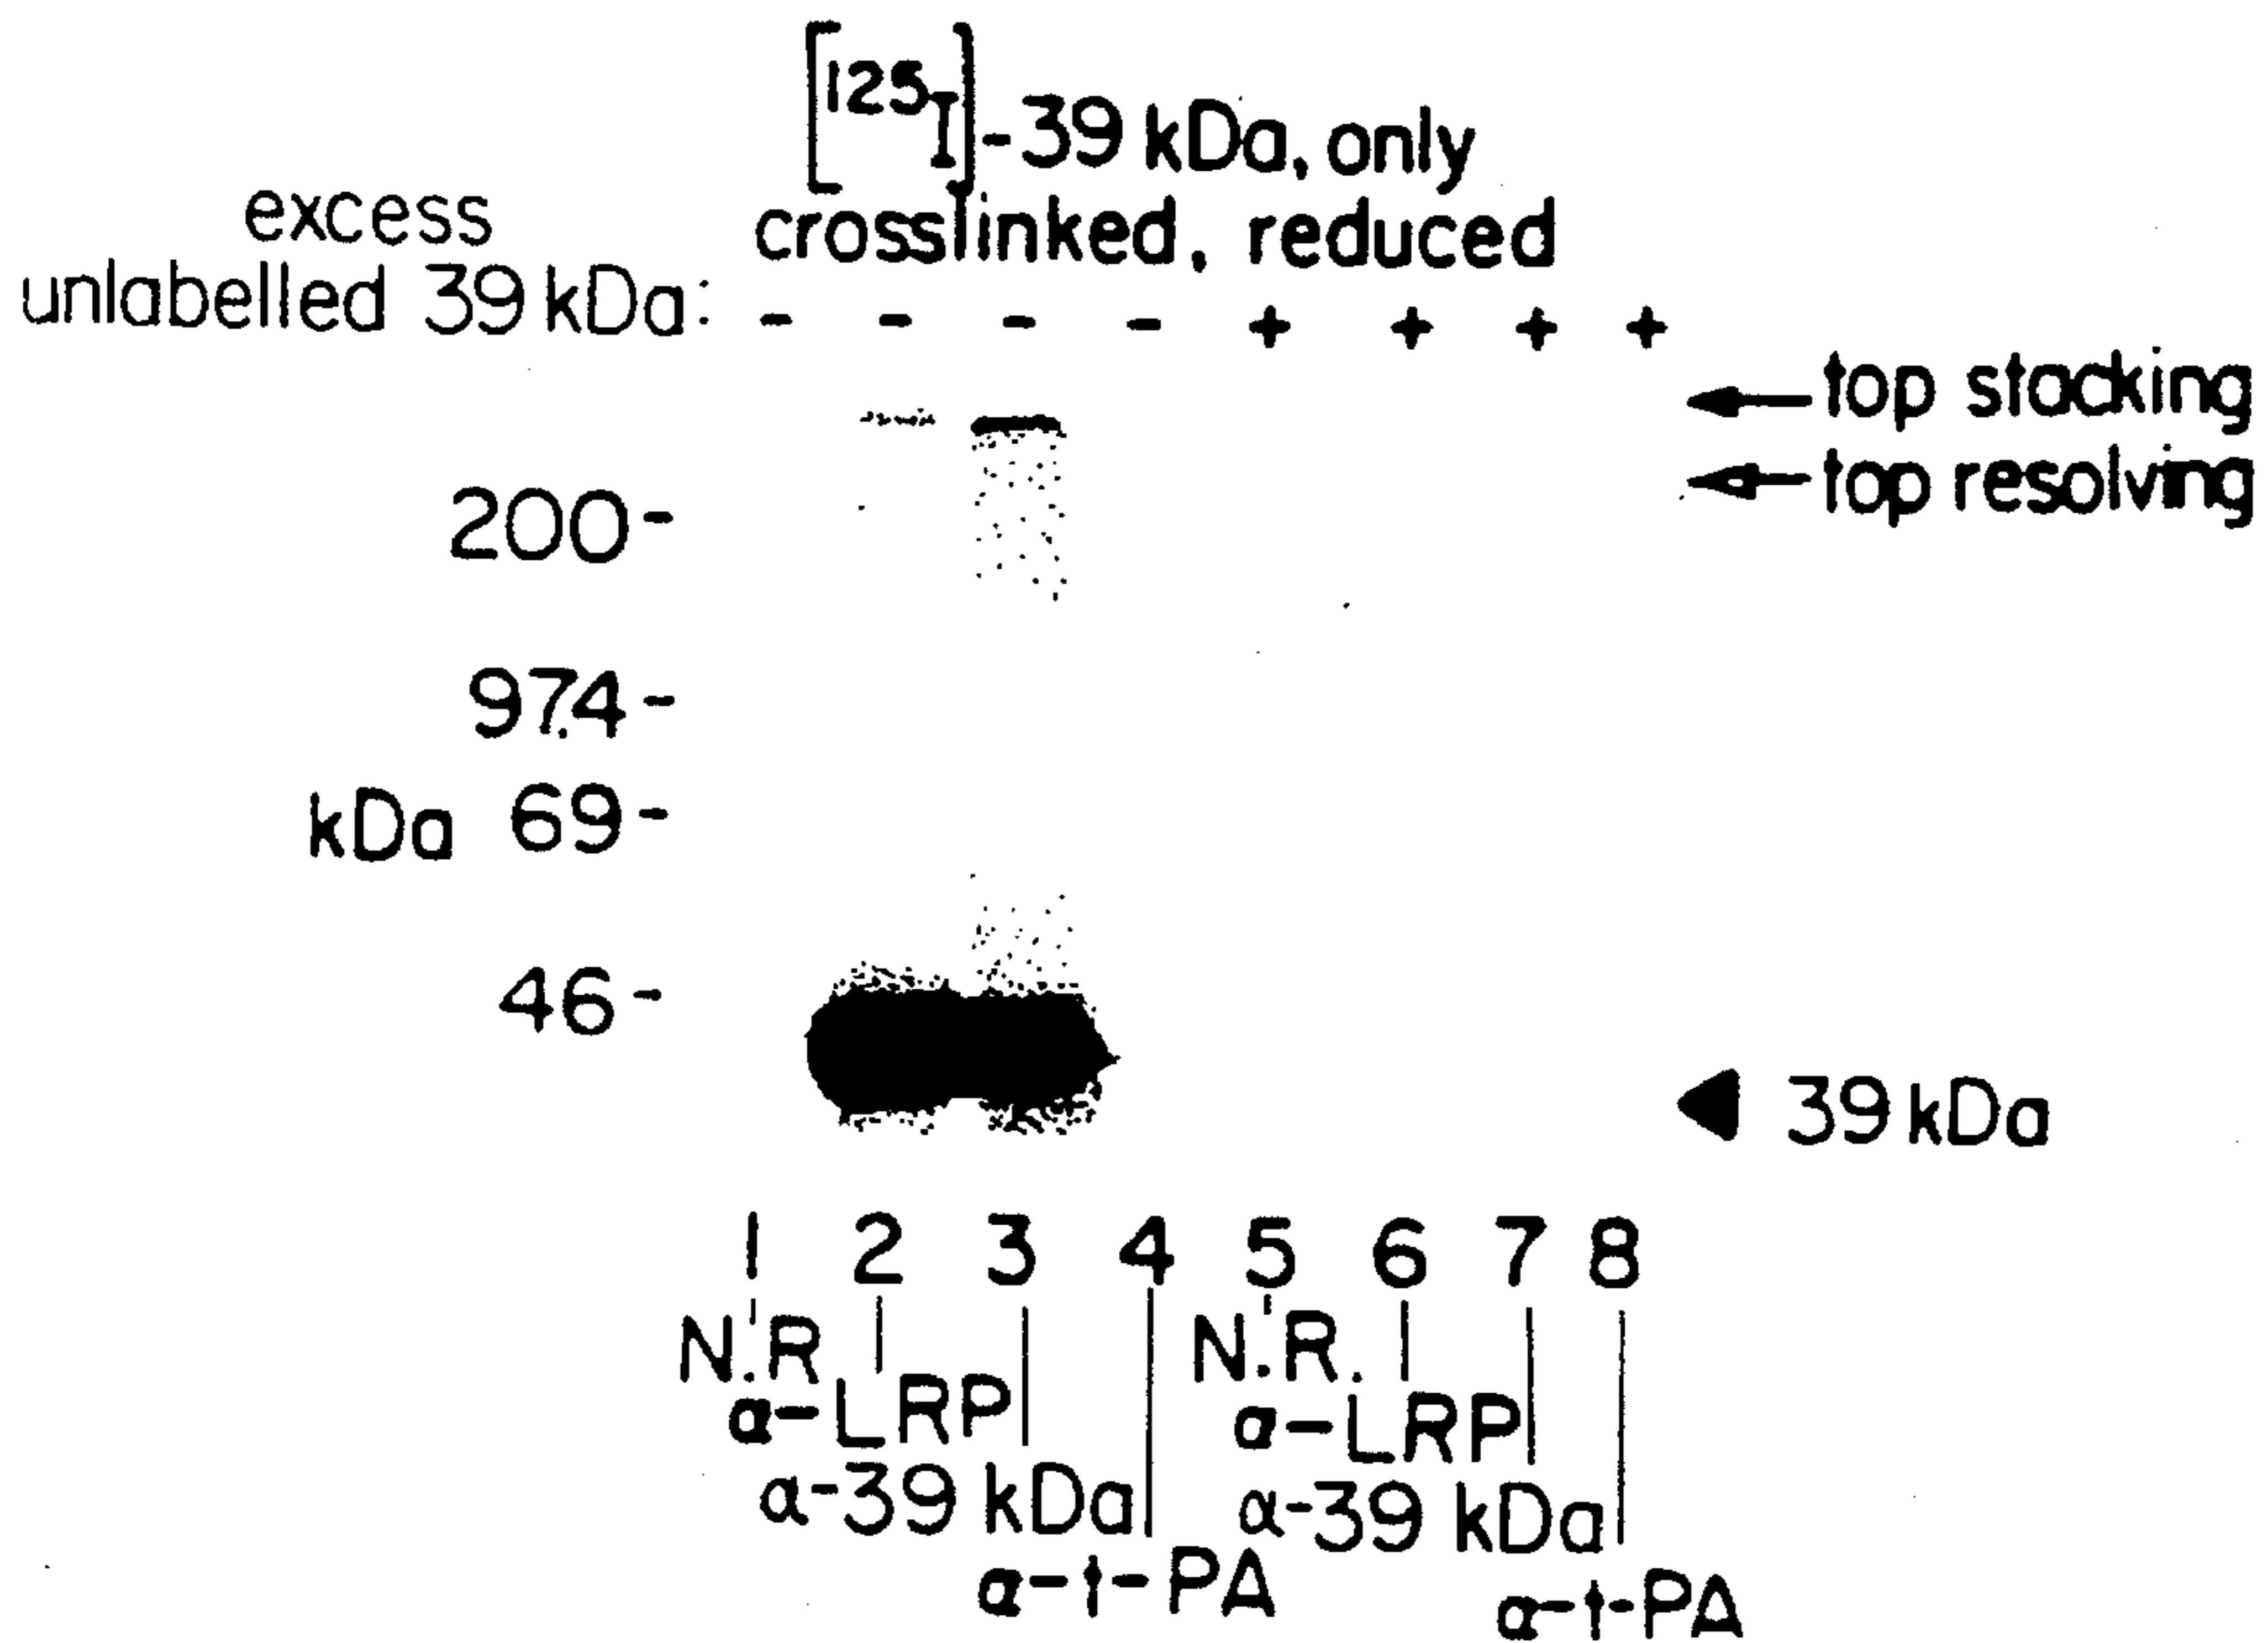 [125I]-39 kDa, only
crosslinked, reduced
excess
unlabelled 39 kDa: - - - - + + + +
top stacking
top resolving
200-
97.4-
kDa 69-
46-
39 kDa
1 2 3 4 5 6 7 8
N.R N.R.
α-LRP α-LRP
α-39 kDa α-39 kDa
α-t-PA α-t-PA